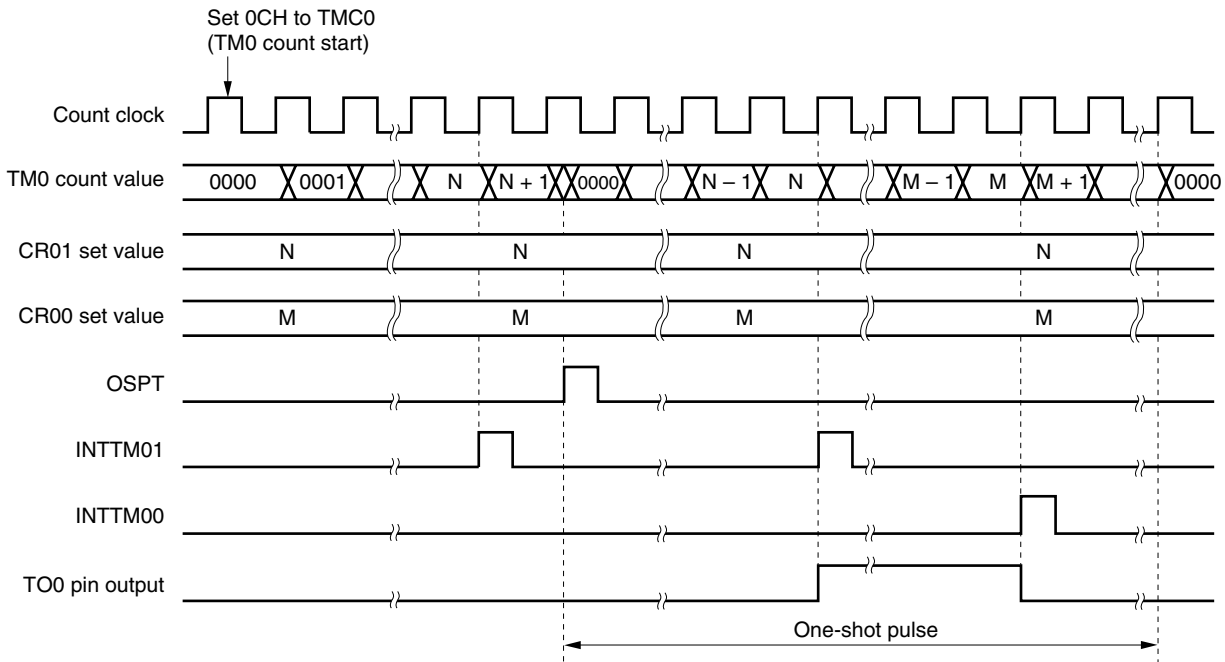 Set 0CH to TMC0
(TM0 count start)
Count clock
TM0 count value 0000 0001 N N + 1 0000 N – 1 N M – 1 M M + 1 0000
CR01 set value N N N N
CR00 set value M M M M
OSPT
INTTM01
INTTM00
TO0 pin output
One-shot pulse